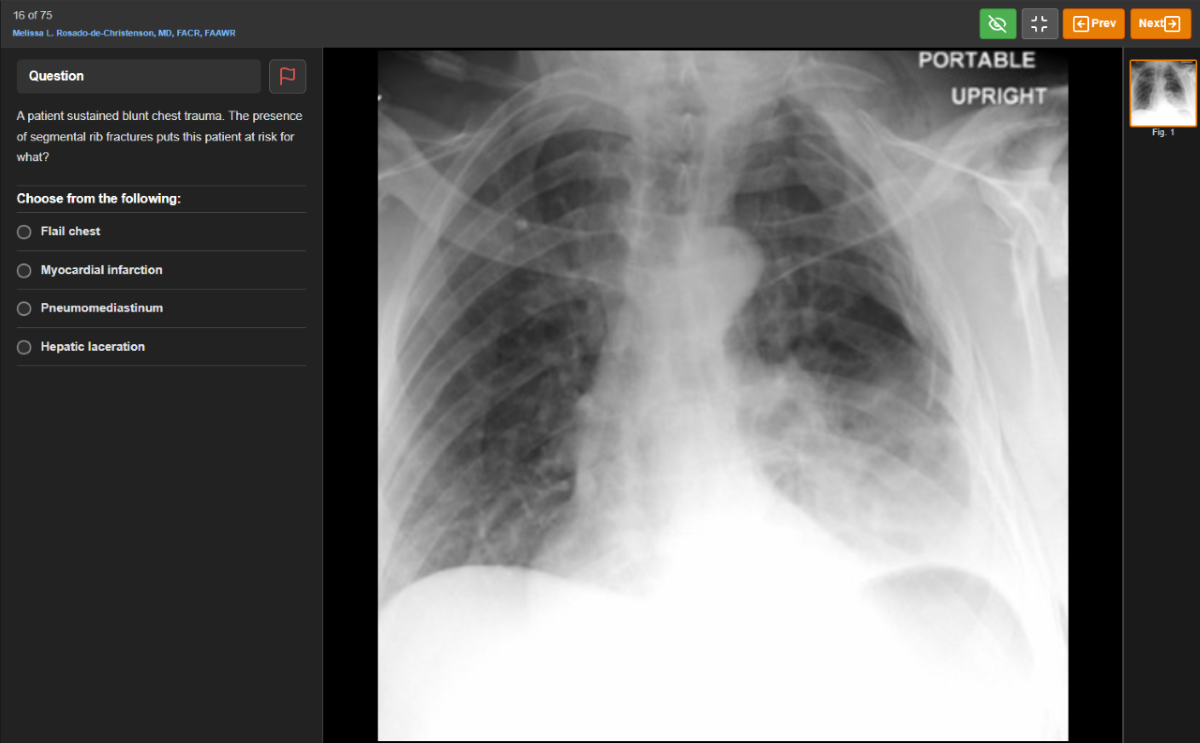 16 of 75
Melissa L. Rosado-de-Christenson, MD, FACR, FAAWR
Prev
Next
Question
A patient sustained blunt chest trauma. The presence
of segmental rib fractures puts this patient at risk for
what?
Choose from the following:
Flail chest
Myocardial infarction
Pneumomediastinum
Hepatic laceration
PORTABLE
UPRIGHT
Fig. 1